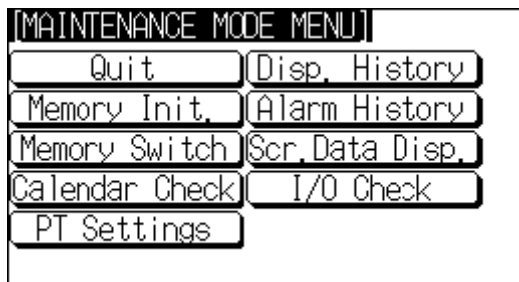 [MAINTENANCE MODE MENU]
Quit
Disp. History
Memory Init.
Alarm History
Memory Switch
Scr.Data Disp.
Calendar Check
I/O Check
PT Settings